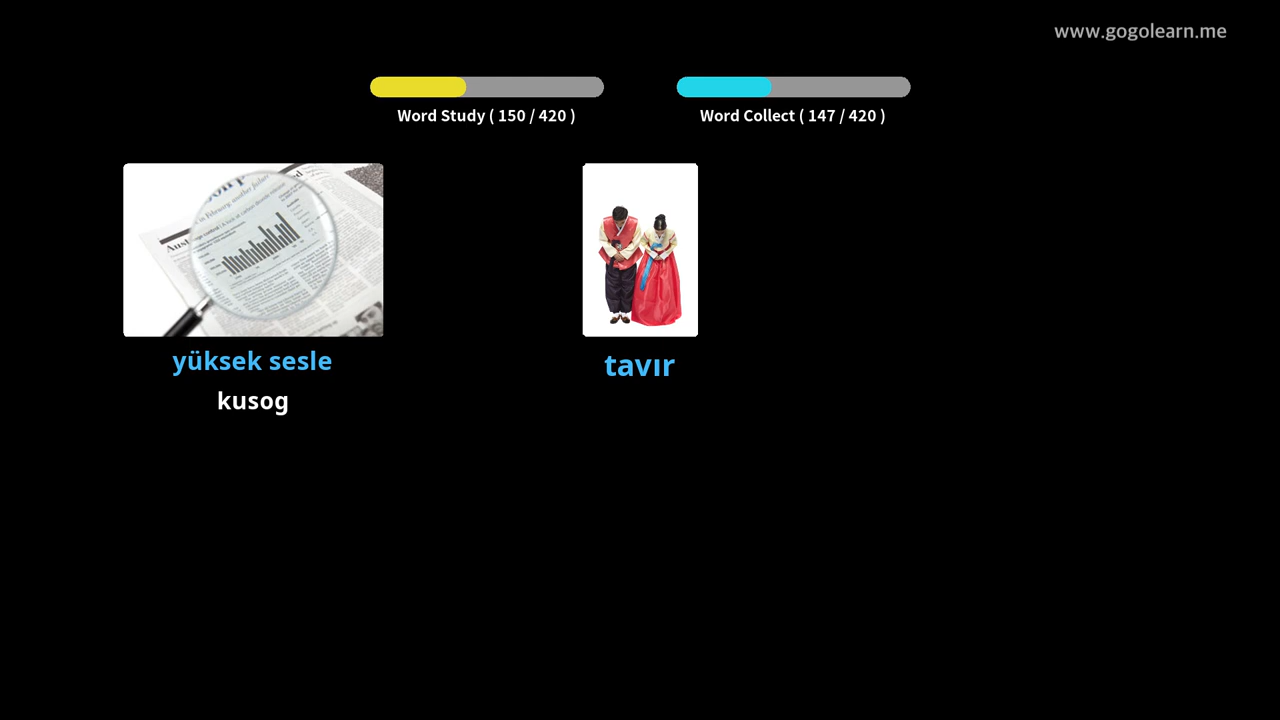 www.gogolearn.me
Word Study ( 150 / 420 )
Word Collect ( 147 / 420 )
yüksek sesle
kusog
tavır